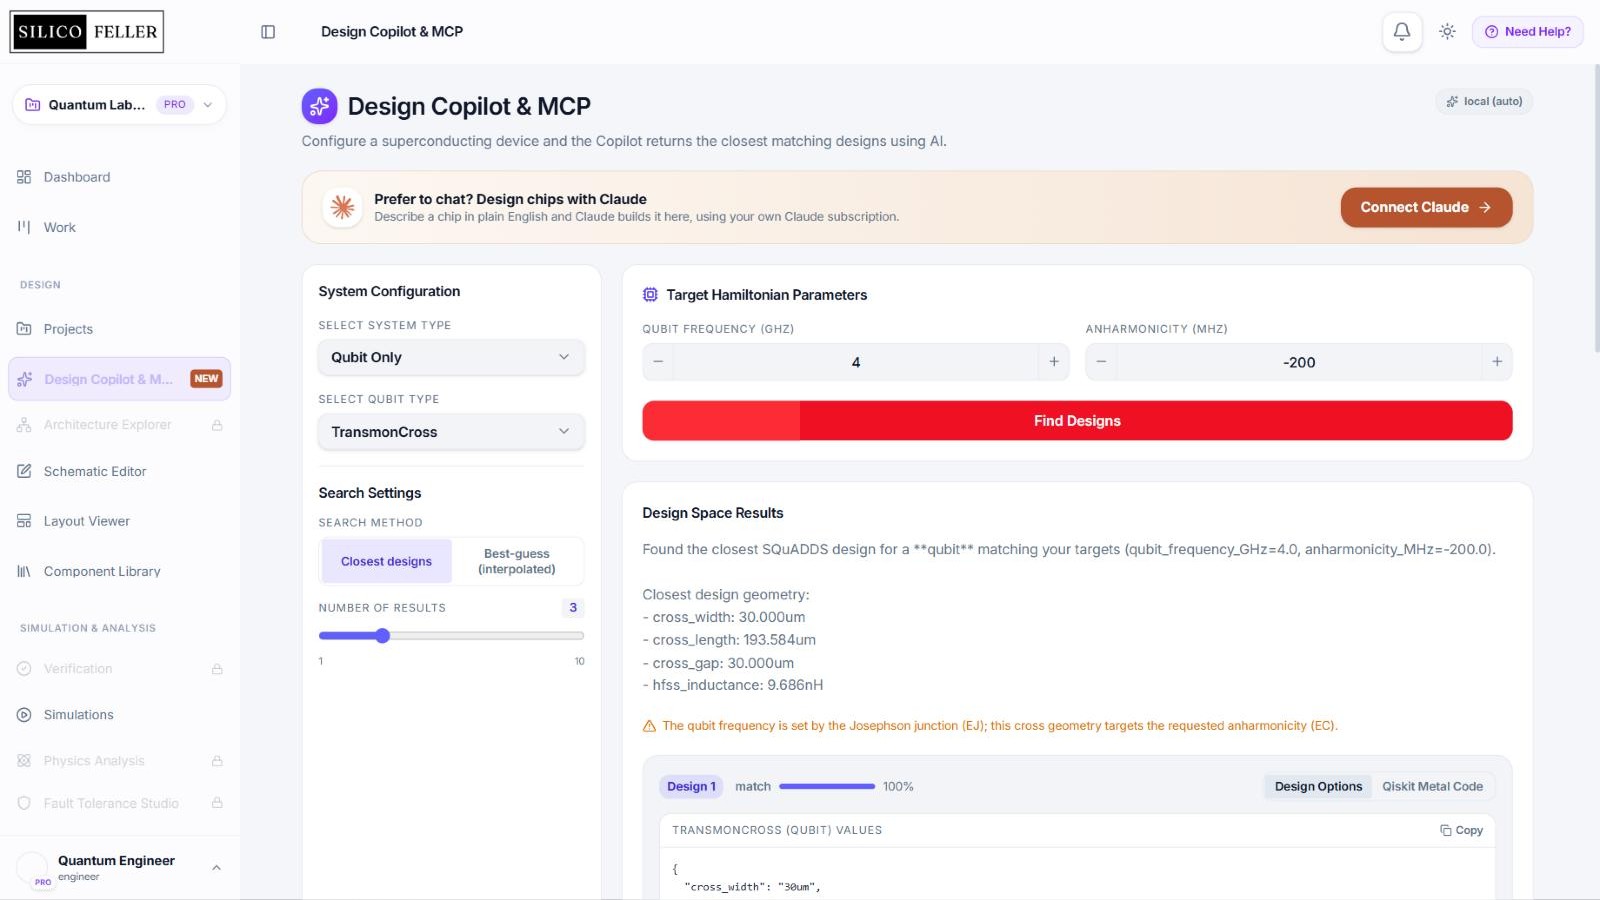 SILICO FELLER
Design Copilot & MCP
Need Help?
Quantum Lab...
PRO
Dashboard
Work
DESIGN
Projects
Design Copilot & M...
NEW
Architecture Explorer
Schematic Editor
Layout Viewer
Component Library
SIMULATION & ANALYSIS
Verification
Simulations
Physics Analysis
Fault Tolerance Studio
PRO
Quantum Engineer
engineer
Design Copilot & MCP
local (auto)
Configure a superconducting device and the Copilot returns the closest matching designs using AI.
Prefer to chat? Design chips with Claude
Describe a chip in plain English and Claude builds it here, using your own Claude subscription.
Connect Claude →
System Configuration
SELECT SYSTEM TYPE
Qubit Only
SELECT QUBIT TYPE
TransmonCross
Search Settings
SEARCH METHOD
Closest designs
Best-guess
(interpolated)
NUMBER OF RESULTS
3
1
10
Target Hamiltonian Parameters
QUBIT FREQUENCY (GHZ)
− 4 +
ANHARMONICITY (MHZ)
− -200 +
Find Designs
Design Space Results
Found the closest SQuADDS design for a **qubit** matching your targets (qubit_frequency_GHz=4.0, anharmonicity_MHz=-200.0).
Closest design geometry:
- cross_width: 30.000um
- cross_length: 193.584um
- cross_gap: 30.000um
- hfss_inductance: 9.686nH
The qubit frequency is set by the Josephson junction (EJ); this cross geometry targets the requested anharmonicity (EC).
Design 1
match
100%
Design Options
Qiskit Metal Code
TRANSMONCROSS (QUBIT) VALUES
Copy
{
"cross_width": "30um",